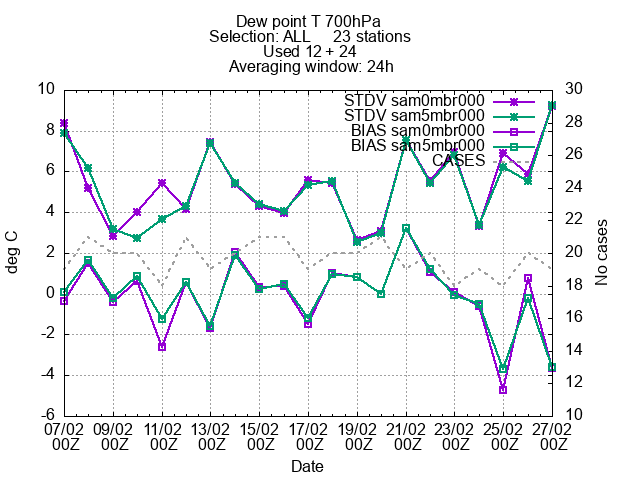 Dew point T 700hPa
Selection: ALL 23 stations
Used 12 + 24
Averaging window: 24h
STDV sam0mbr000
STDV sam5mbr000
BIAS sam0mbr000
BIAS sam5mbr000
CASES
deg C
10
8
6
4
2
0
-2
-4
-6
30
28
26
24
22
20
18
16
14
12
10
No cases
07/02 09/02 11/02 13/02 15/02 17/02 19/02 21/02 23/02 25/02 27/02
00Z 00Z 00Z 00Z 00Z 00Z 00Z 00Z 00Z 00Z 00Z
Date